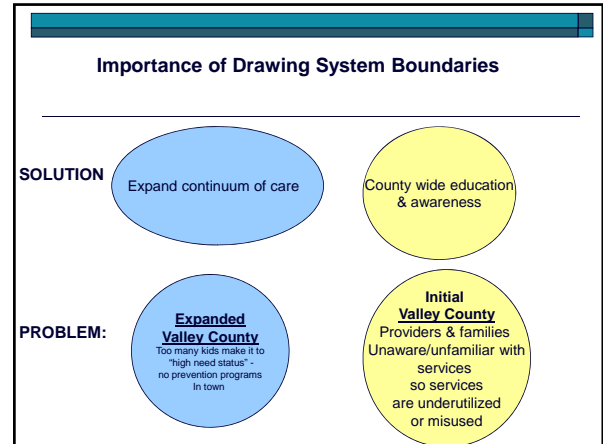 Importance of Drawing System Boundaries
SOLUTION
Expand continuum of care
County wide education
& awareness
PROBLEM:
Expanded
Valley County
Too many kids make it to
“high need status” -
no prevention programs
In town
Initial
Valley County
Providers & families
Unaware/unfamiliar with
services
so services
are underutilized
or misused